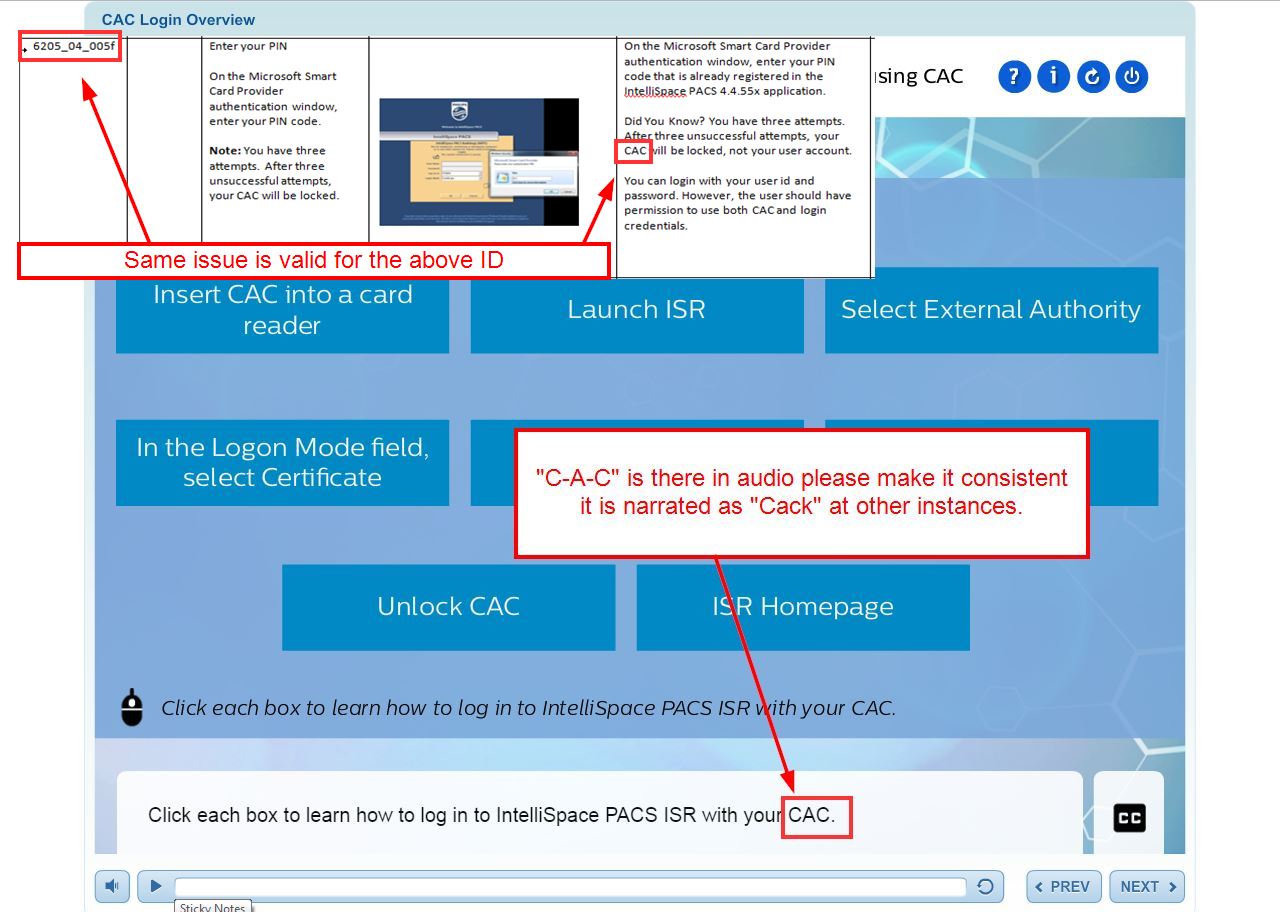 CAC Login Overview
6205_04_005f
Enter your PIN
On the Microsoft Smart
Card Provider
authentication window,
enter your PIN code.
Note: You have three
attempts. After three
unsuccessful attempts,
your CAC will be locked.
PHILIPS
IntelliSpace PACS
On the Microsoft Smart Card Provider
authentication window, enter your PIN
code that is already registered in the
IntelliSpace PACS 4.4.55x application.
Did You Know? You have three attempts.
After three unsuccessful attempts, your
CAC will be locked, not your user account.
You can login with your user id and
password. However, the user should have
permission to use both CAC and login
credentials.
using CAC
?
i
Same issue is valid for the above ID
Insert CAC into a card
reader
Launch ISR
Select External Authority
In the Logon Mode field,
select Certificate
"C-A-C" is there in audio please make it consistent
it is narrated as "Cack" at other instances.
Unlock CAC
ISR Homepage
Click each box to learn how to log in to IntelliSpace PACS ISR with your CAC.
Click each box to learn how to log in to IntelliSpace PACS ISR with your CAC.
CC
PREV
NEXT
Sticky Notes